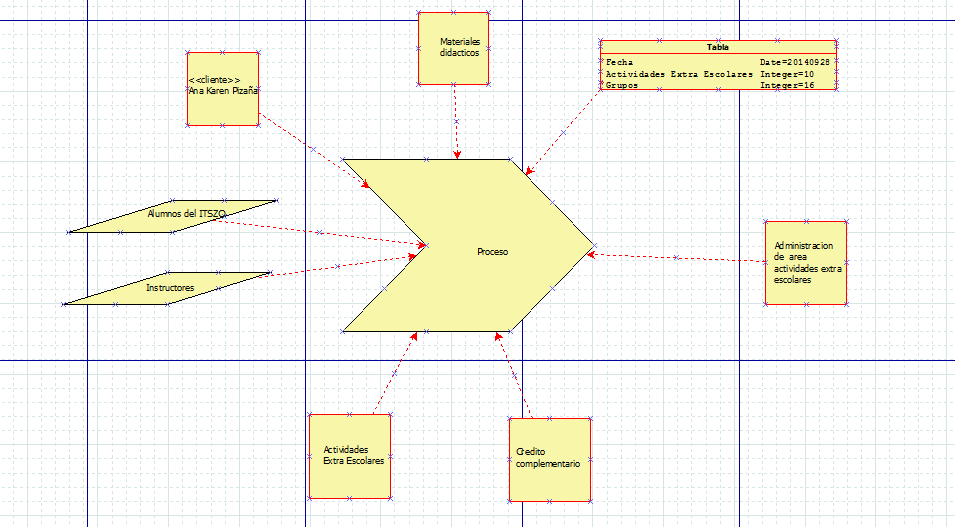 Materiales
didacticos
Tabla
Fecha Date=20140928
Actividades Extra Escolares Integer=10
Grupos Integer=16
<<cliente>>
Ana Karen Pizaña
Alumnos del ITSZO
Proceso
Administracion
de area
actividades extra
escolares
Instructores
Actividades
Extra Escolares
Credito
complementario